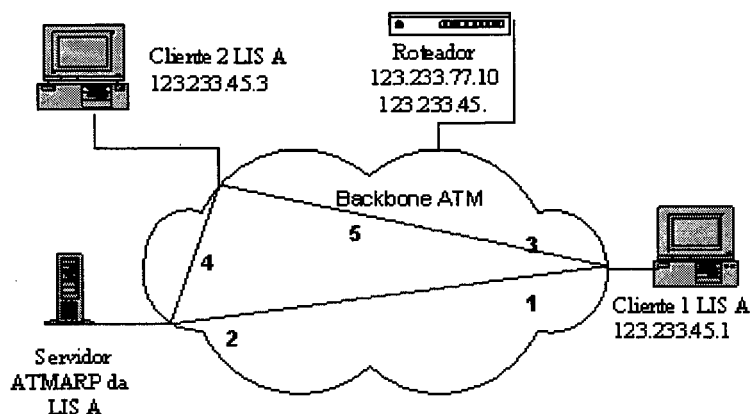 Cliente 2 LIS A
123.233.45.3
Roteador
123.233.77.10
123.233.45.
Backbone ATM
5
3
4
1
2
Cliente 1 LIS A
123.233.45.1
Servidor
ATMARP da
LIS A